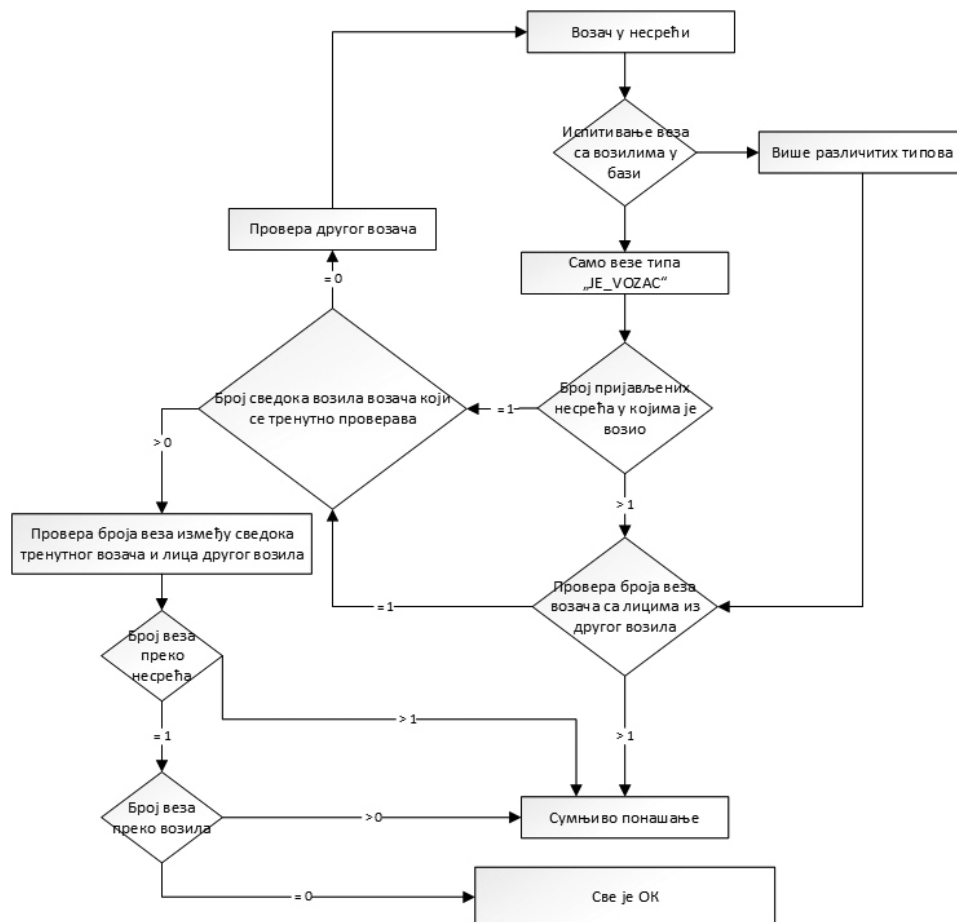 Возач у несрећи
Испитивање веза
са возилима у
бази
Више различитих типова
Провера другог возача
Само везе типа
„JE_VOZAC“
= 0
Број сведока возила возача који
се тренутно проверава
= 1
Број пријављених
несрећа у којима је
возио
> 0
> 1
Провера броја веза између сведока
тренутног возача и лица другог возила
Провера броја веза
возача са лицима из
другог возила
= 1
Број веза
преко
несрећа
> 1
= 1
> 1
Број веза
преко возила
>0
Сумњиво понашање
= 0
Све је ОК